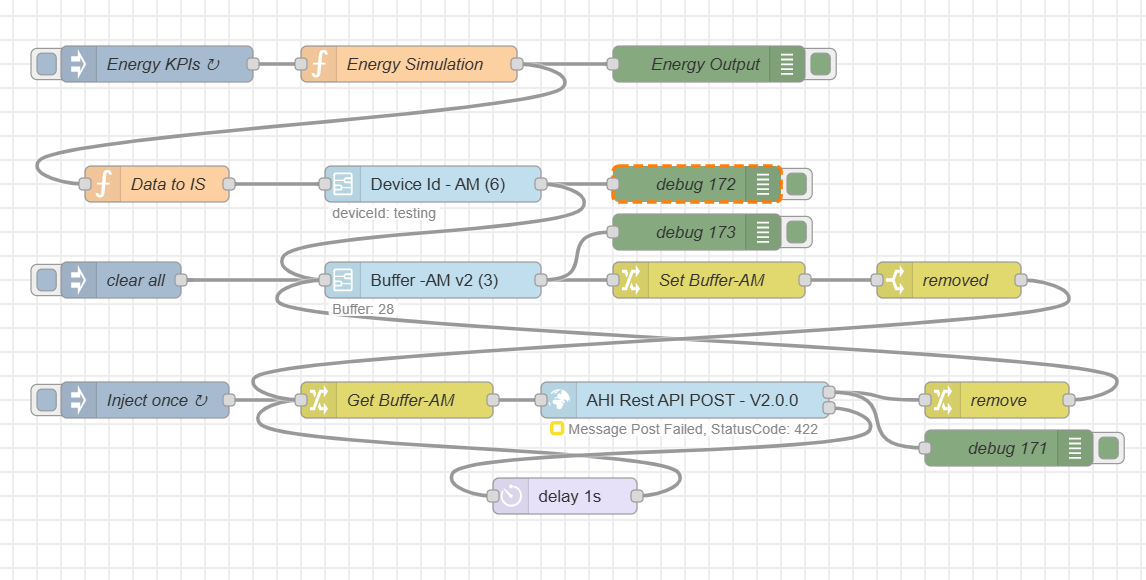 Energy KPIs ↻
Energy Simulation
Energy Output
Data to IS
Device Id - AM (6)
debug 172
deviceId: testing
debug 173
clear all
Buffer -AM v2 (3)
Set Buffer-AM
removed
Buffer: 28
Inject once ↻
Get Buffer-AM
AHI Rest API POST - V2.0.0
remove
Message Post Failed, StatusCode: 422
debug 171
delay 1s